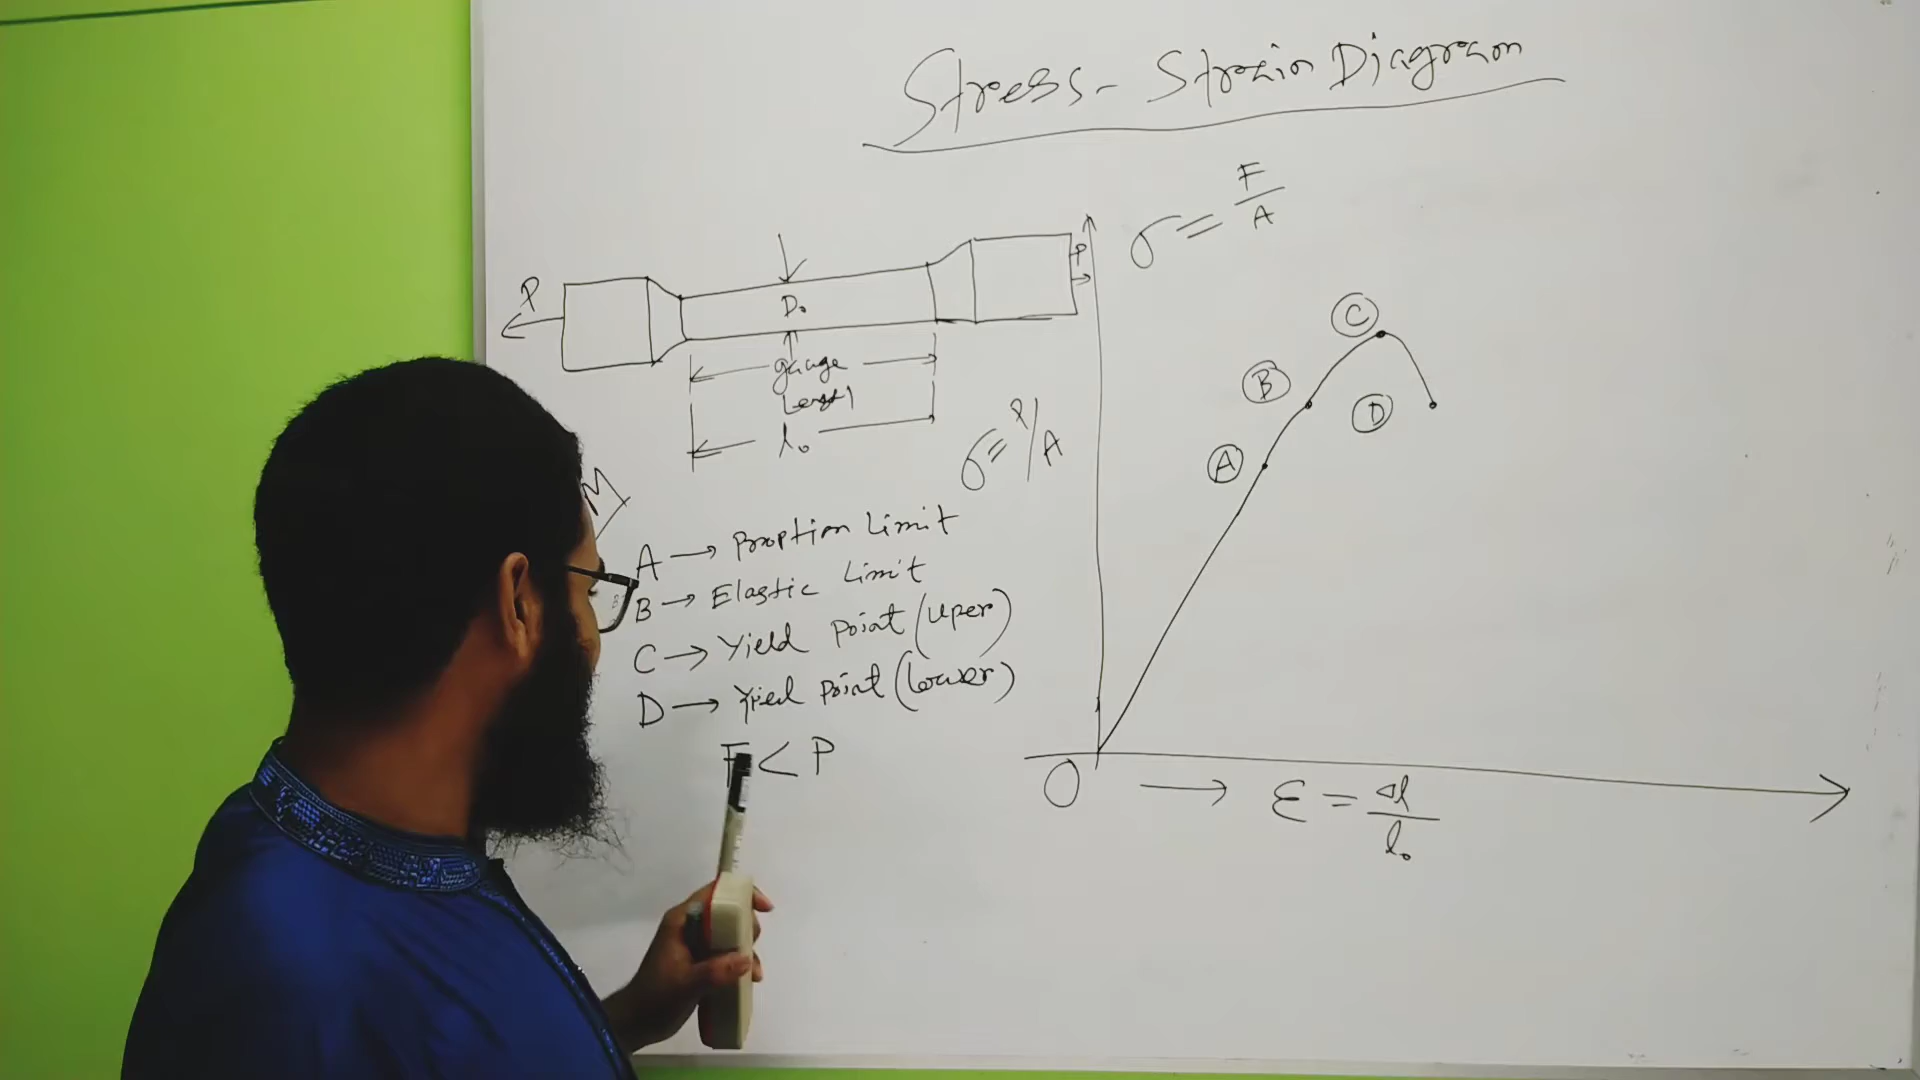 Stress - Strain Diagram
σ = F/A
P
P
D₀
gauge
Length
l₀
σ = P/A
A → Proption Limit
B → Elastic Limit
C → Yield Point (Uper)
D → Yield Point (Lower)
F < P
C
B
D
A
O → ε = Δl/l₀